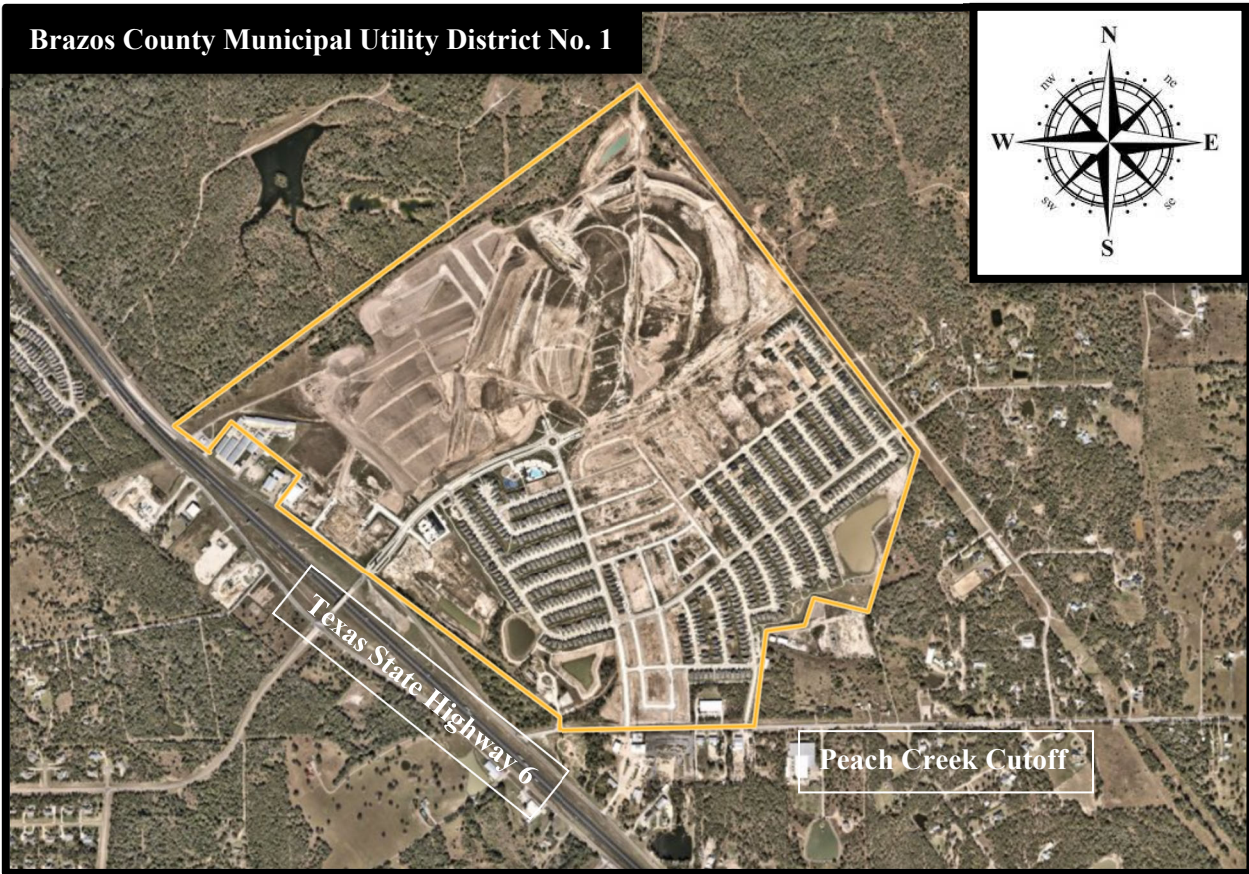 Brazos County Municipal Utility District No. 1
N
nw
ne
W
E
sw
se
S
Texas State Highway 6
Peach Creek Cutoff